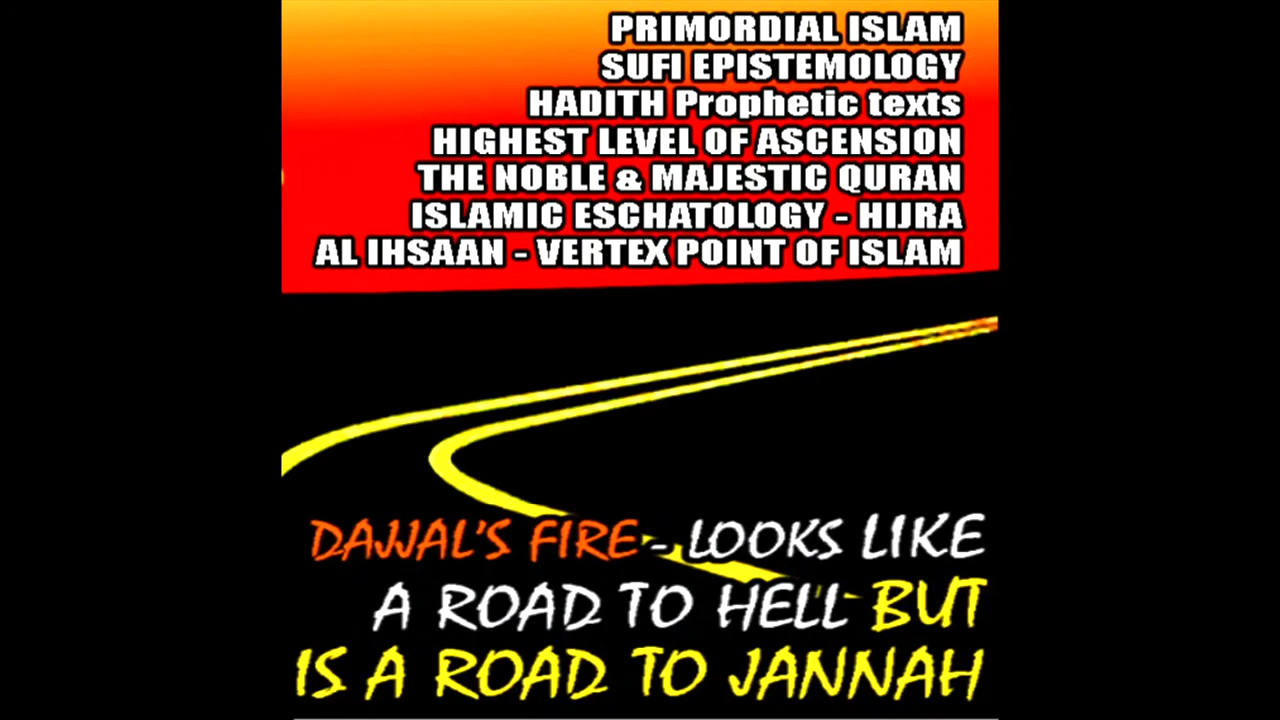 PRIMORDIAL ISLAM
SUFI EPISTEMOLOGY
HADITH Prophetic texts
HIGHEST LEVEL OF ASCENSION
THE NOBLE & MAJESTIC QURAN
ISLAMIC ESCHATOLOGY - HIJRA
AL IHSAAN - VERTEX POINT OF ISLAM
DAJJAL'S FIRE - LOOKS LIKE
A ROAD TO HELL BUT
IS A ROAD TO JANNAH